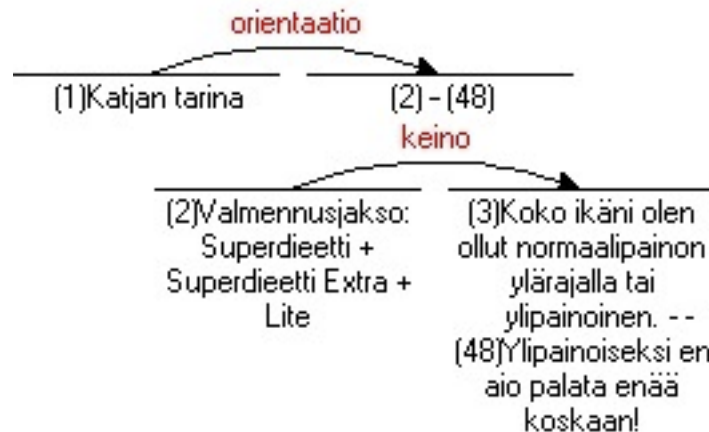 orientaatio
(1)Katjan tarina
(2) - (48)
keino
(2)Valmennusjakso:
Superdieetti +
Superdieetti Extra +
Lite
(3)Koko ikäni olen
ollut normaalipainon
ylärajalla tai
ylipainoinen. - -
(48)Ylipainoiseksi en
aio palata enää
koskaan!